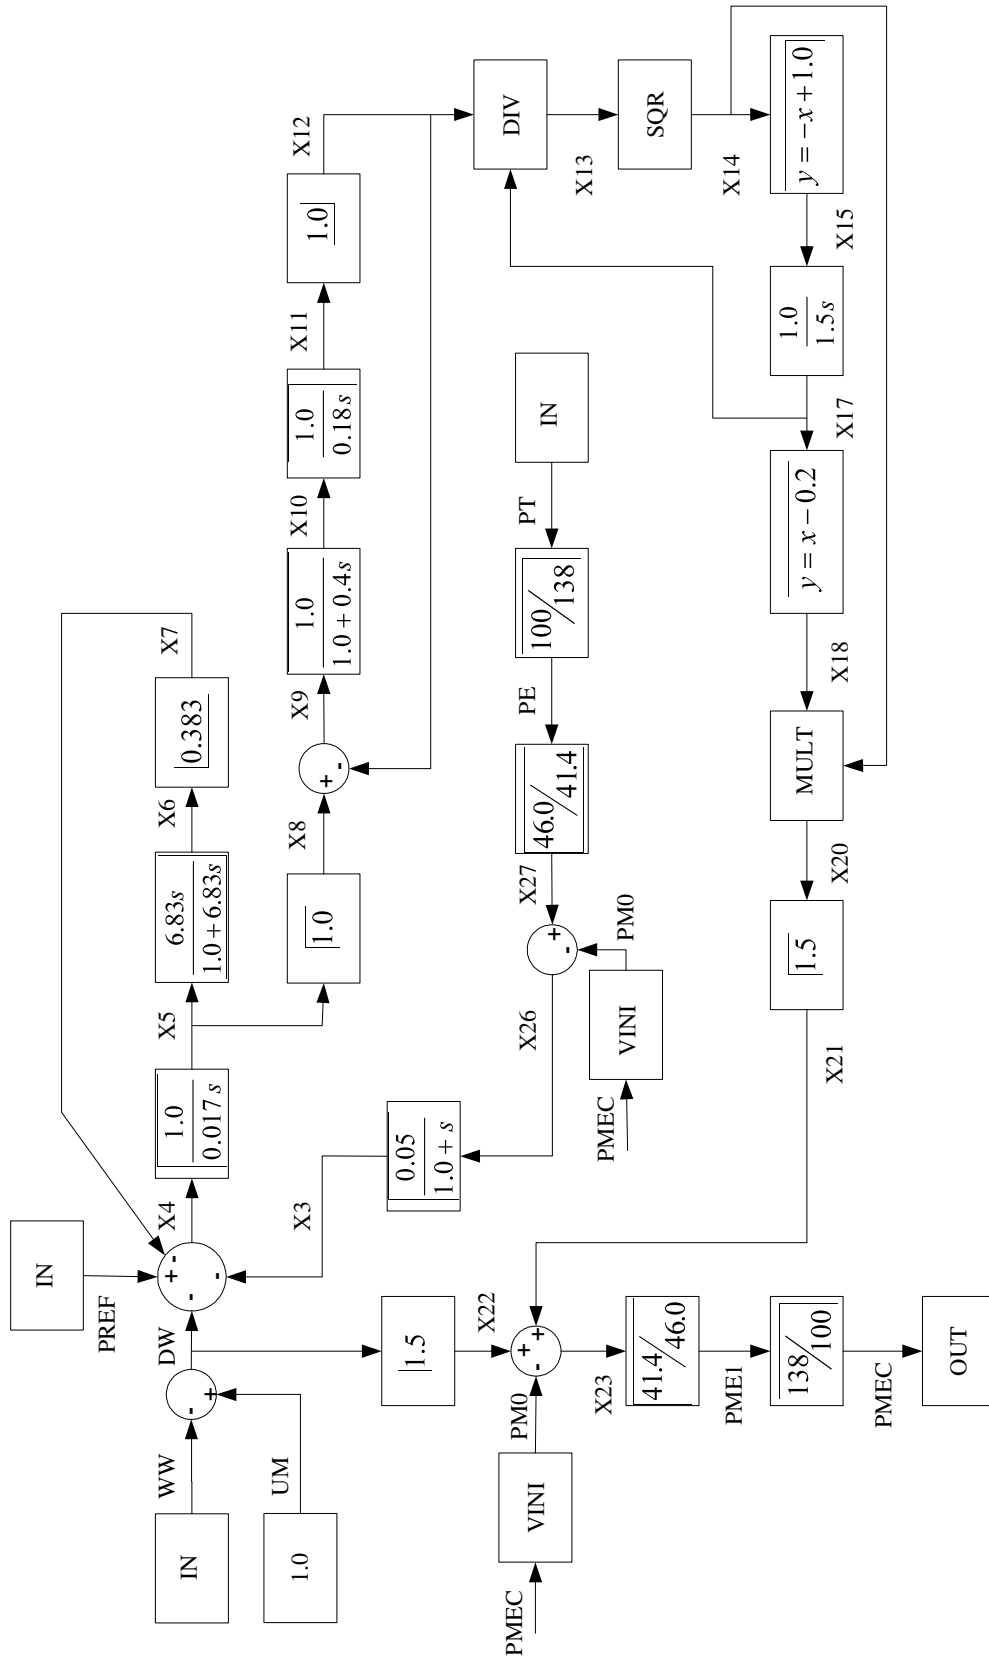 IN
PREF
WW
IN
UM
1.0
-
+
DW
+
-
-
-
X4
1.0
0.017 s
X5
6.83s
1.0 + 6.83s
X6
0.383
X7
1.0
X8
+
-
X9
1.0
1.0 + 0.4s
X10
1.0
0.18s
X11
1.0
X12
DIV
X13
SQR
X14
y = −x + 1.0
X15
1.0
1.5s
X17
y = x − 0.2
X18
MULT
X20
1.5
X21
IN
PT
100/138
PE
46.0/41.4
X27
+
-
PM0
VINI
PMEC
X26
0.05
1.0 + s
X3
1.5
X22
PMEC
VINI
PM0
-
+
+
X23
41.4/46.0
PME1
138/100
PMEC
OUT